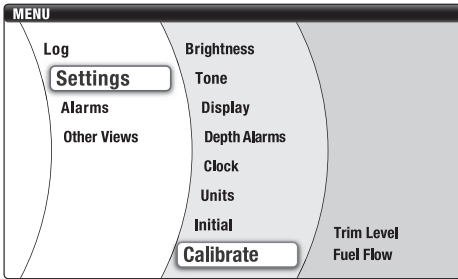 MENU
Log
Settings
Alarms
Other Views
Brightness
Tone
Display
Depth Alarms
Clock
Units
Initial
Calibrate
Trim Level
Fuel Flow